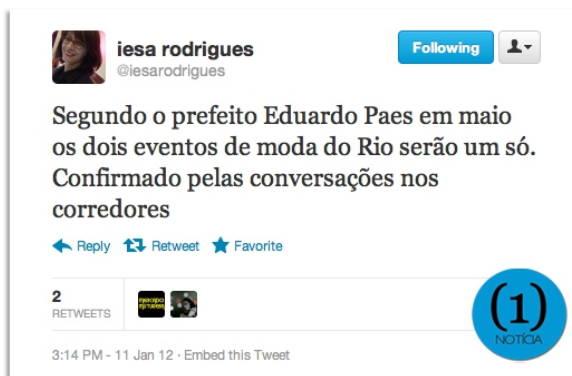 iesa rodrigues
@iesarodrigues
Following
Segundo o prefeito Eduardo Paes em maio
os dois eventos de moda do Rio serão um só.
Confirmado pelas conversações nos
corredores
Reply Retweet Favorite
2
RETWEETS
3:14 PM - 11 Jan 12 · Embed this Tweet
(1)
NOTÍCIA